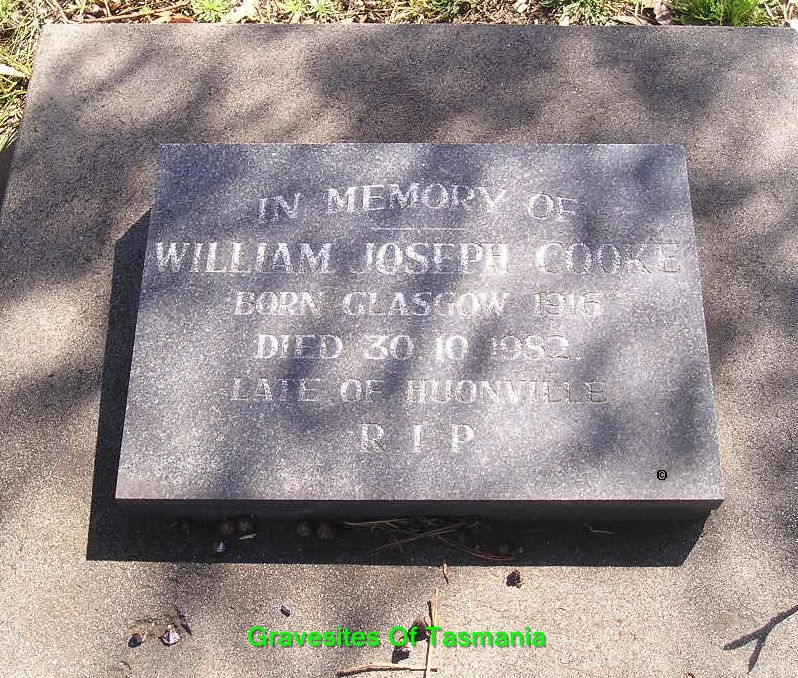 IN MEMORY OF
WILLIAM JOSEPH COOKE
BORN GLASGOW 1916
DIED 30 10 1982.
LATE OF HUONVILLE
R I P
©
Gravesites Of Tasmania